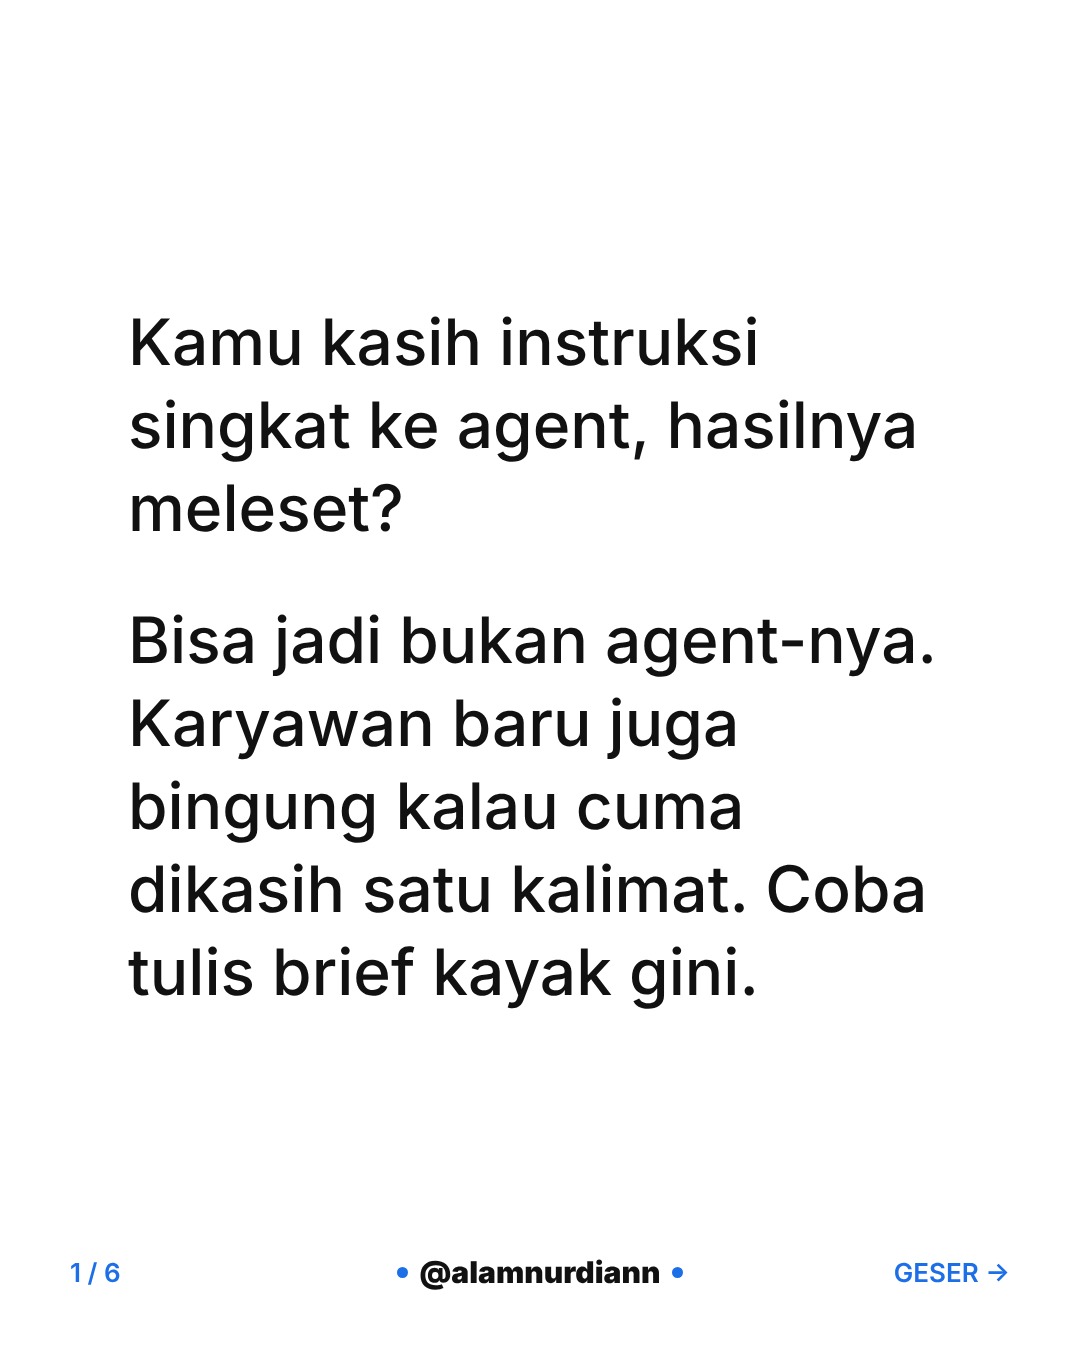 Kamu kasih instruksi
singkat ke agent, hasilnya
meleset?
Bisa jadi bukan agent-nya.
Karyawan baru juga
bingung kalau cuma
dikasih satu kalimat. Coba
tulis brief kayak gini.
1 / 6
• @alamnurdiann •
GESER →